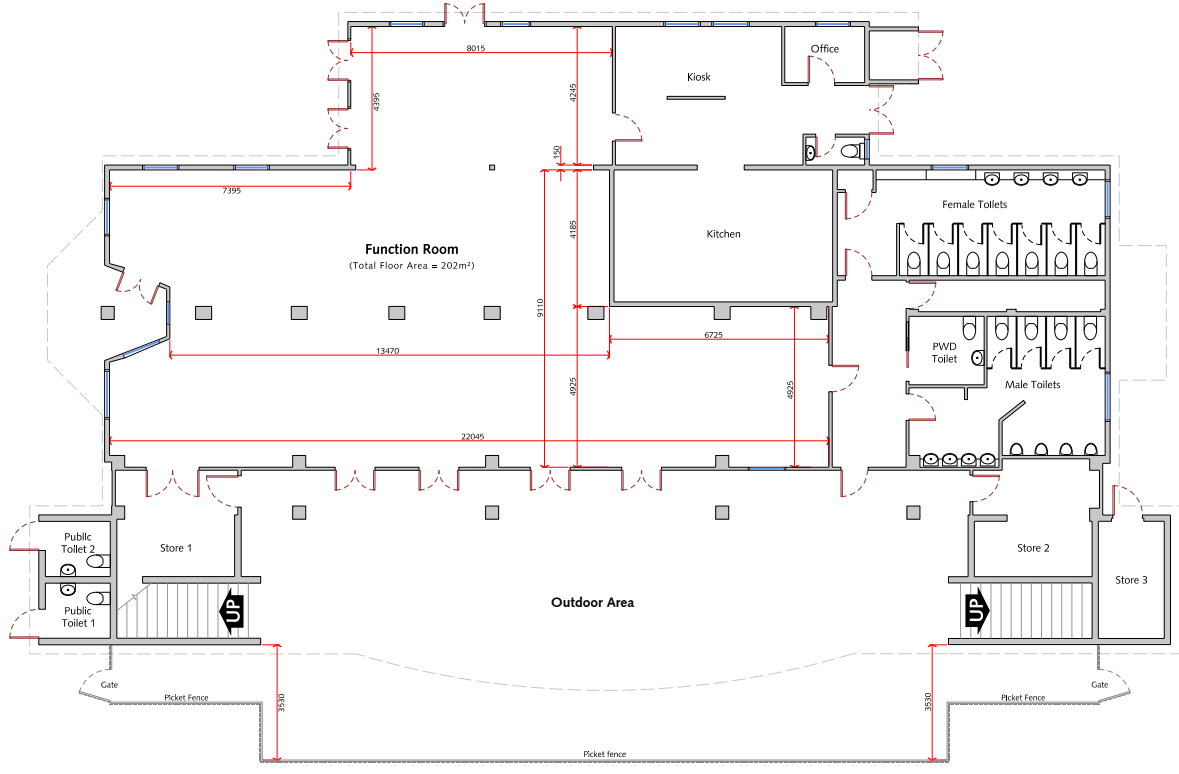 8015
Office
Kiosk
4395
4245
150
7395
Female Toilets
Kitchen
4185
Function Room
(Total Floor Area = 202m²)
9110
6725
13470
PWD
Toilet
Male Toilets
4925
4925
22045
Public
Toilet 2
Store 1
Store 2
Store 3
Public
Toilet 1
UP
UP
Outdoor Area
Gate
Gate
Picket Fence
Picket Fence
3530
3530
Picket fence